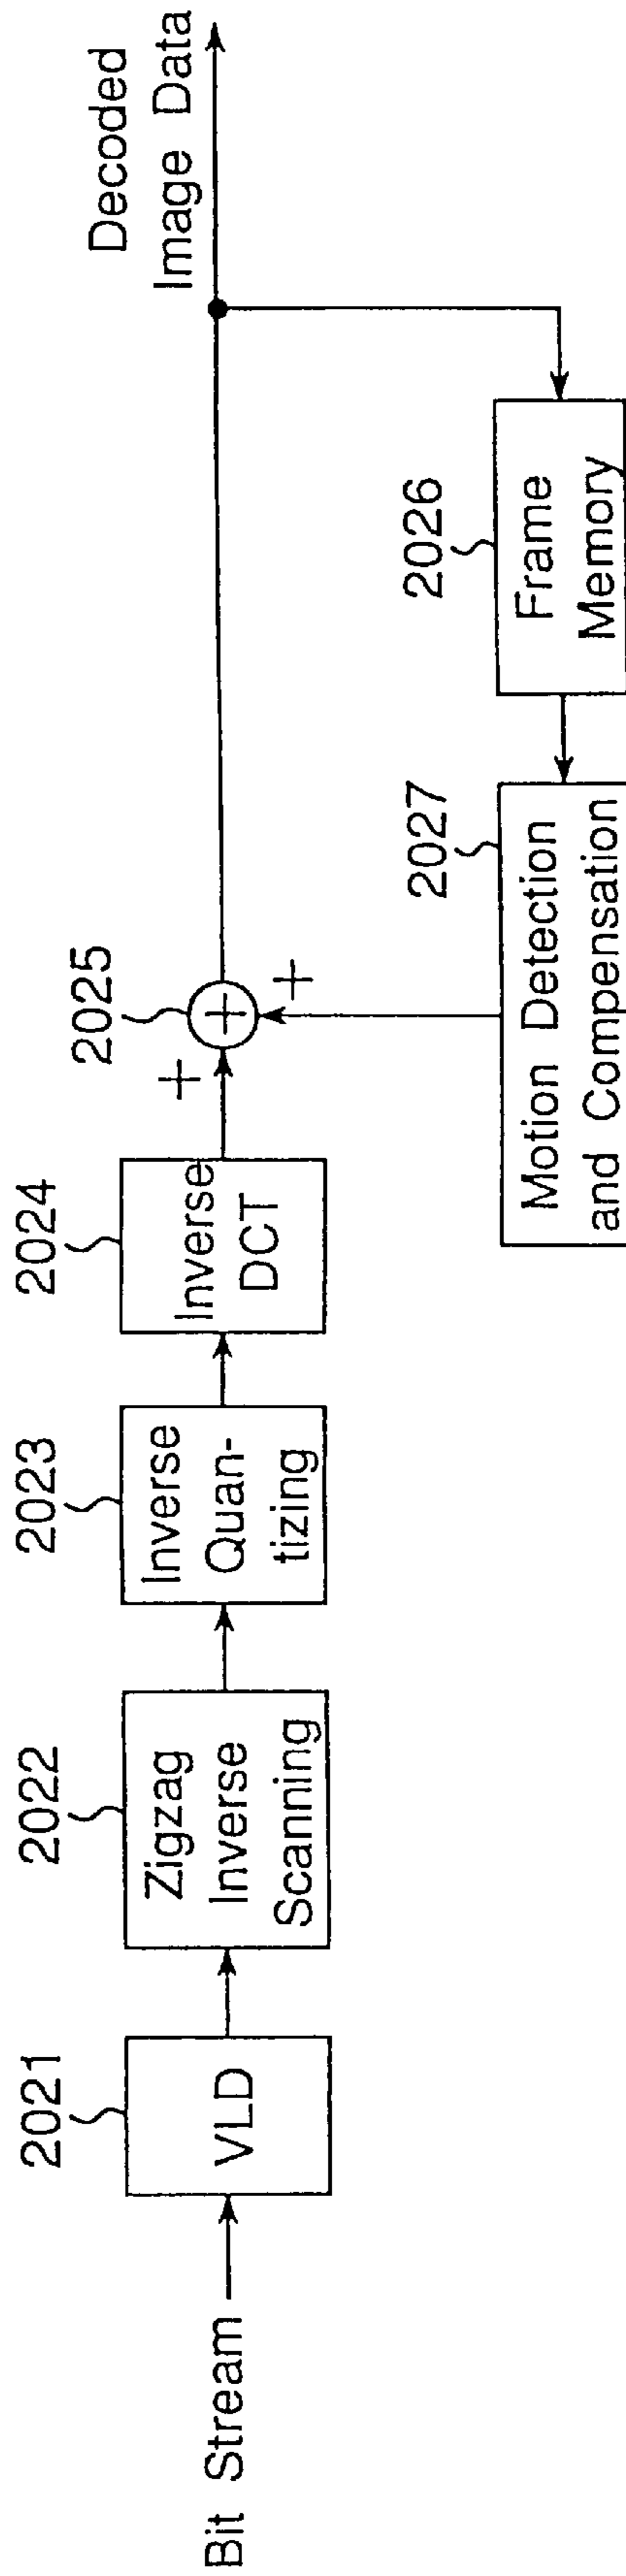 Bit Stream
2021
VLD
2022
Zigzag
Inverse
Scanning
2023
Inverse
Quan-
tizing
2024
Inverse
DCT
2025
+
+
+
Decoded
Image Data
2026
Frame
Memory
2027
Motion Detection
and Compensation